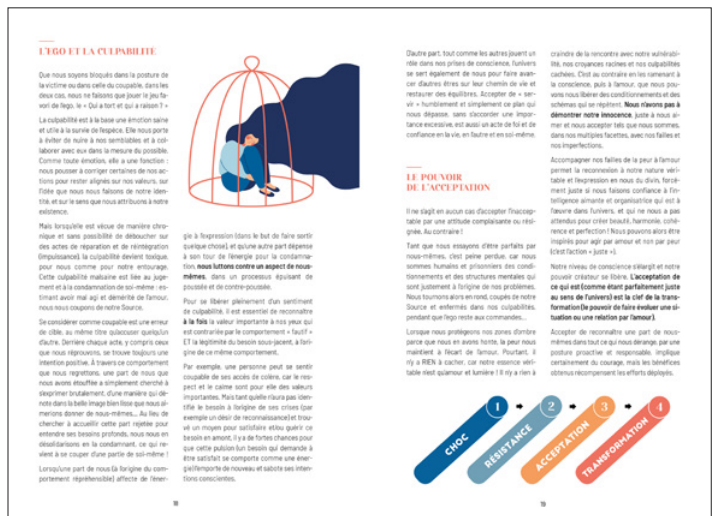 L'EGO ET LA CULPABILITÉ
Que nous soyons bloqués dans la posture de
la victime ou dans celle du coupable, dans les
deux cas, nous ne faisons que jouer le jeu fa-
vori de l'ego, le « Qui a tort et qui a raison ? »
La culpabilité est à la base une émotion saine
et utile à la survie de l'espèce. Elle nous porte
à éviter de nuire à nos semblables et à col-
laborer avec eux dans la mesure du possible.
Comme toute émotion, elle a une fonction :
nous pousser à corriger certaines de nos ac-
tions pour rester alignés sur nos valeurs, sur
l'idée que nous nous faisons de notre iden-
tité, et sur le sens que nous attribuons à notre
existence.
Mais lorsqu'elle est vécue de manière chro-
nique et sans possibilité de déboucher sur
des actes de réparation et de réintégration
(impuissance), la culpabilité devient toxique,
pour nous comme pour notre entourage.
Cette culpabilité malsaine est liée au juge-
ment et à la condamnation de soi-même : es-
timant avoir mal agi et démérité de l'amour,
nous nous coupons de notre Source.
Se considérer comme coupable est une erreur
de cible, au même titre qu'accuser quelqu'un
d'autre. Derrière chaque acte, y compris ceux
que nous réprouvons, se trouve toujours une
intention positive. À travers ce comportement
que nous regrettons, une part de nous que
nous avons étouffée a simplement cherché à
s'exprimer brutalement, d'une manière qui dé-
note dans la belle image bien lisse que nous ai-
merions donner de nous-mêmes... Au lieu de
chercher à accueillir cette part rejetée pour
entendre ses besoins profonds, nous nous en
désolidarisons en la condamnant, ce qui re-
vient à se couper d'une partie de soi-même !
Lorsqu'une part de nous (à l'origine du com-
portement répréhensible) affecte de l'éner-
gie à l'expression (dans le but de faire sortir
quelque chose), et qu'une autre part dépense
à son tour de l'énergie pour la condamna-
tion, nous luttons contre un aspect de nous-
mêmes, dans un processus épuisant de
poussée et de contre-poussée.
Pour se libérer pleinement d'un sentiment
de culpabilité, il est essentiel de reconnaître
à la fois la valeur importante à nos yeux qui
est contrariée par le comportement « fautif »
ET la légitimité du besoin sous-jacent, à l'ori-
gine de ce même comportement.
Par exemple, une personne peut se sentir
coupable de ses accès de colère, car le res-
pect et le calme sont pour elle des valeurs
importantes. Mais tant qu'elle n'aura pas iden-
tifié le besoin à l'origine de ses crises (par
exemple un désir de reconnaissance) et trou-
vé un moyen pour satisfaire et/ou guérir ce
besoin en amont, il y a de fortes chances pour
que cette pulsion (un besoin qui demande à
être satisfait se comporte comme une éner-
gie) l'emporte de nouveau et sabote ses inten-
tions conscientes.
18
D'autre part, tout comme les autres jouent un
rôle dans nos prises de conscience, l'univers
se sert également de nous pour faire avan-
cer d'autres êtres sur leur chemin de vie et
restaurer des équilibres. Accepter de « ser-
vir » humblement et simplement ce plan qui
nous dépasse, sans s'accorder une impor-
tance excessive, est aussi un acte de foi et de
confiance en la vie, en l'autre et en soi-même.
LE POUVOIR
DE L'ACCEPTATION
Il ne s'agit en aucun cas d'accepter l'inaccep-
table par une attitude complaisante ou rési-
gnée. Au contraire !
Tant que nous essayons d'être parfaits par
nous-mêmes, c'est peine perdue, car nous
sommes humains et prisonniers des condi-
tionnements et des structures mentales qui
sont justement à l'origine de nos problèmes.
Nous tournons alors en rond, coupés de notre
Source et enfermés dans nos culpabilités,
pendant que l'ego reste aux commandes...
Lorsque nous protégeons nos zones d'ombre
parce que nous en avons honte, la peur nous
maintient à l'écart de l'amour. Pourtant, il
n'y a RIEN à cacher, car notre essence véri-
table n'est qu'amour et lumière ! Il n'y a rien à
craindre de la rencontre avec notre vulnérabi-
lité, nos croyances racines et nos culpabilités
cachées. C'est au contraire en les ramenant à
la conscience, puis à l'amour, que nous pou-
vons nous libérer des conditionnements et des
schémas qui se répètent. Nous n'avons pas à
démontrer notre innocence, juste à nous ai-
mer et nous accepter tels que nous sommes,
dans nos multiples facettes, avec nos failles et
nos imperfections.
Accompagner nos failles de la peur à l'amour
permet la reconnexion à notre nature véri-
table et l'expression en nous du divin, forcé-
ment juste si nous faisons confiance à l'in-
telligence aimante et organisatrice qui est à
l'œuvre dans l'univers, et qui ne nous a pas
attendus pour créer beauté, harmonie, cohé-
rence et perfection ! Nous pouvons alors être
inspirés pour agir par amour et non par peur
(c'est l'action « juste »).
Notre niveau de conscience s'élargit et notre
pouvoir créateur se libère. L'acceptation de
ce qui est (comme étant parfaitement juste
au sens de l'univers) est la clef de la trans-
formation (le pouvoir de faire évoluer une si-
tuation ou une relation par l'amour).
Accepter de reconnaître une part de nous-
mêmes dans tout ce qui nous dérange, par une
posture proactive et responsable, implique
certainement du courage, mais les bénéfices
obtenus récompensent les efforts déployés.
1
CHOC
2
RÉSISTANCE
3
ACCEPTATION
4
TRANSFORMATION
19